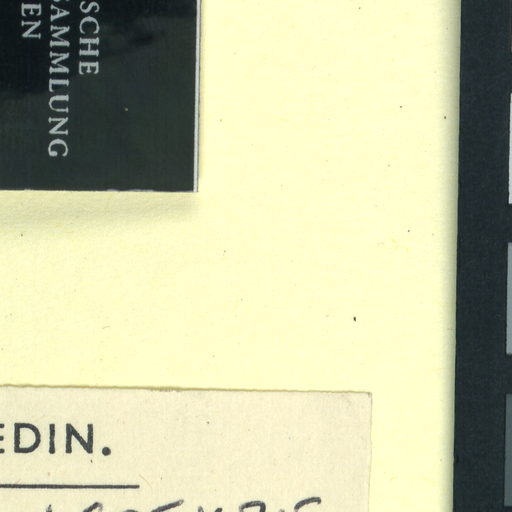 SCHE
SAMMLUNG
EN
EDIN.